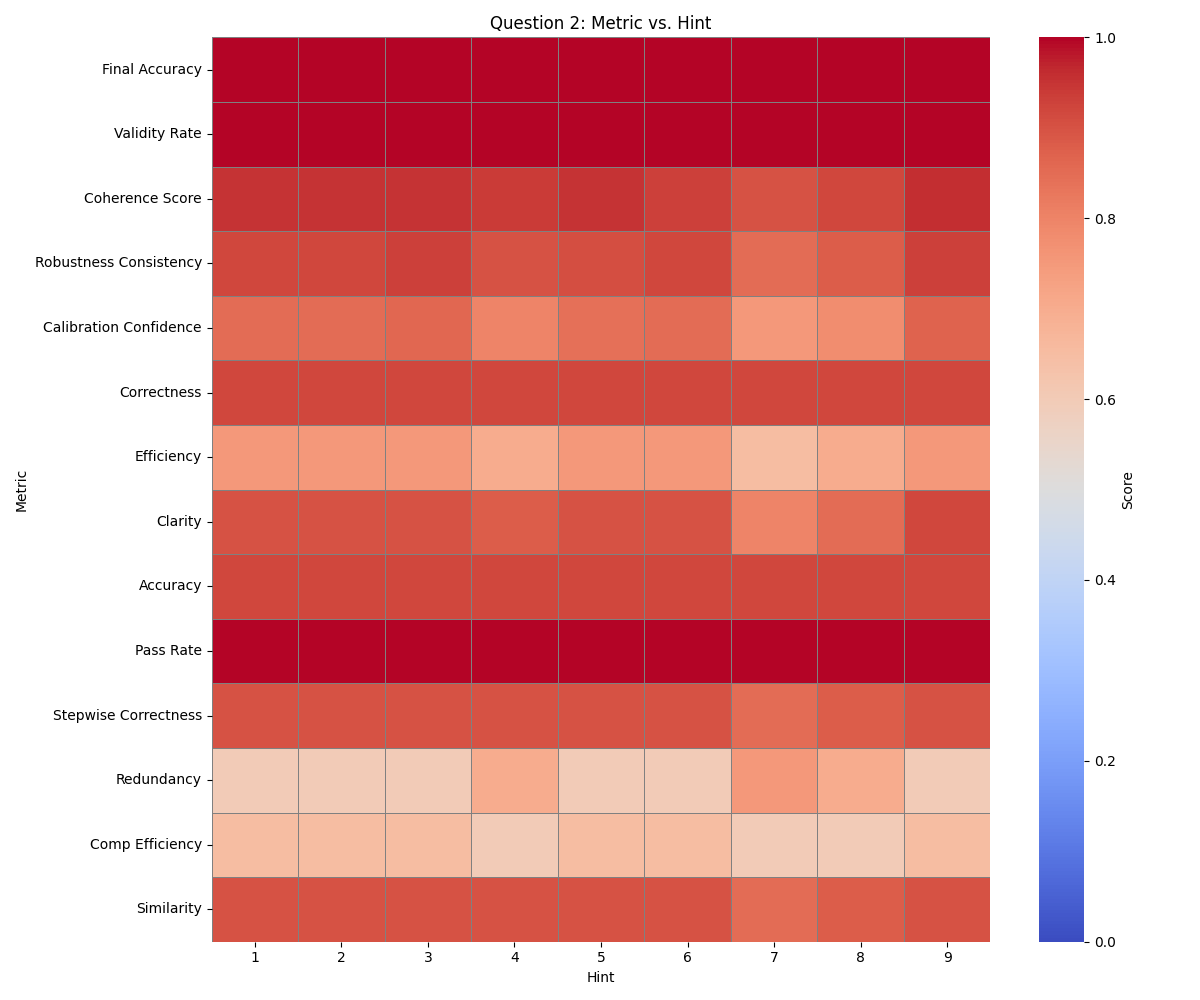 Question 2: Metric vs. Hint
Final Accuracy
Validity Rate
Coherence Score
Robustness Consistency
Calibration Confidence
Correctness
Efficiency
Clarity
Accuracy
Pass Rate
Stepwise Correctness
Redundancy
Comp Efficiency
Similarity
Metric
1 2 3 4 5 6 7 8 9
Hint
1.0
0.8
0.6
0.4
0.2
0.0
Score